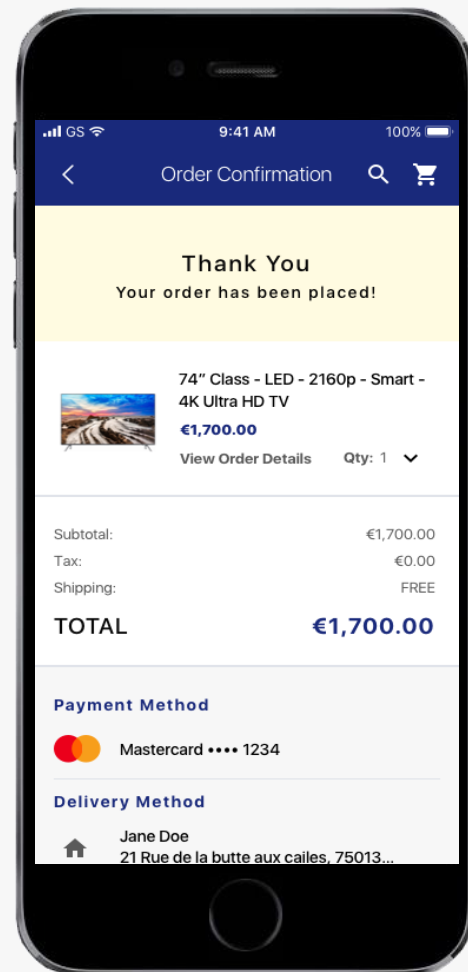 GS 9:41 AM 100%
Order Confirmation
Thank You
Your order has been placed!
74” Class - LED - 2160p - Smart -
4K Ultra HD TV
€1,700.00
View Order Details Qty: 1
Subtotal: €1,700.00
Tax: €0.00
Shipping: FREE
TOTAL €1,700.00
Payment Method
Mastercard •••• 1234
Delivery Method
Jane Doe
21 Rue de la butte aux cailes, 75013...